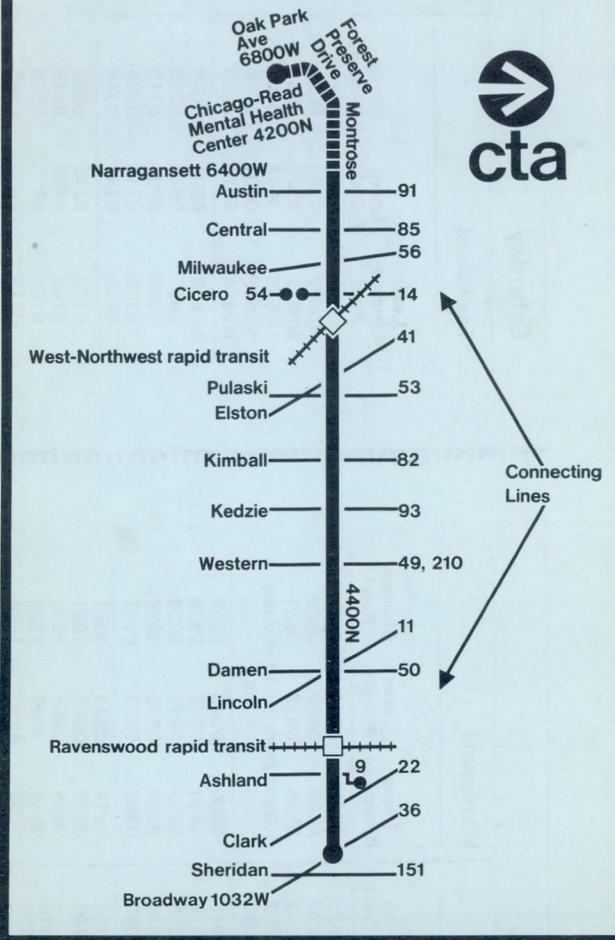 Oak Park
Ave
6800W
Forest
Preserve
Drive
Chicago-Read
Mental Health
Center 4200N
Montrose
cta
Narragansett 6400W
Austin 91
Central 85
Milwaukee 56
Cicero 54 14
West-Northwest rapid transit
41
Pulaski 53
Elston
Kimball 82
Connecting
Lines
Kedzie 93
Western 49, 210
4400N
11
Damen 50
Lincoln
Ravenswood rapid transit
Ashland 9
22
Clark
36
Sheridan 151
Broadway 1032W